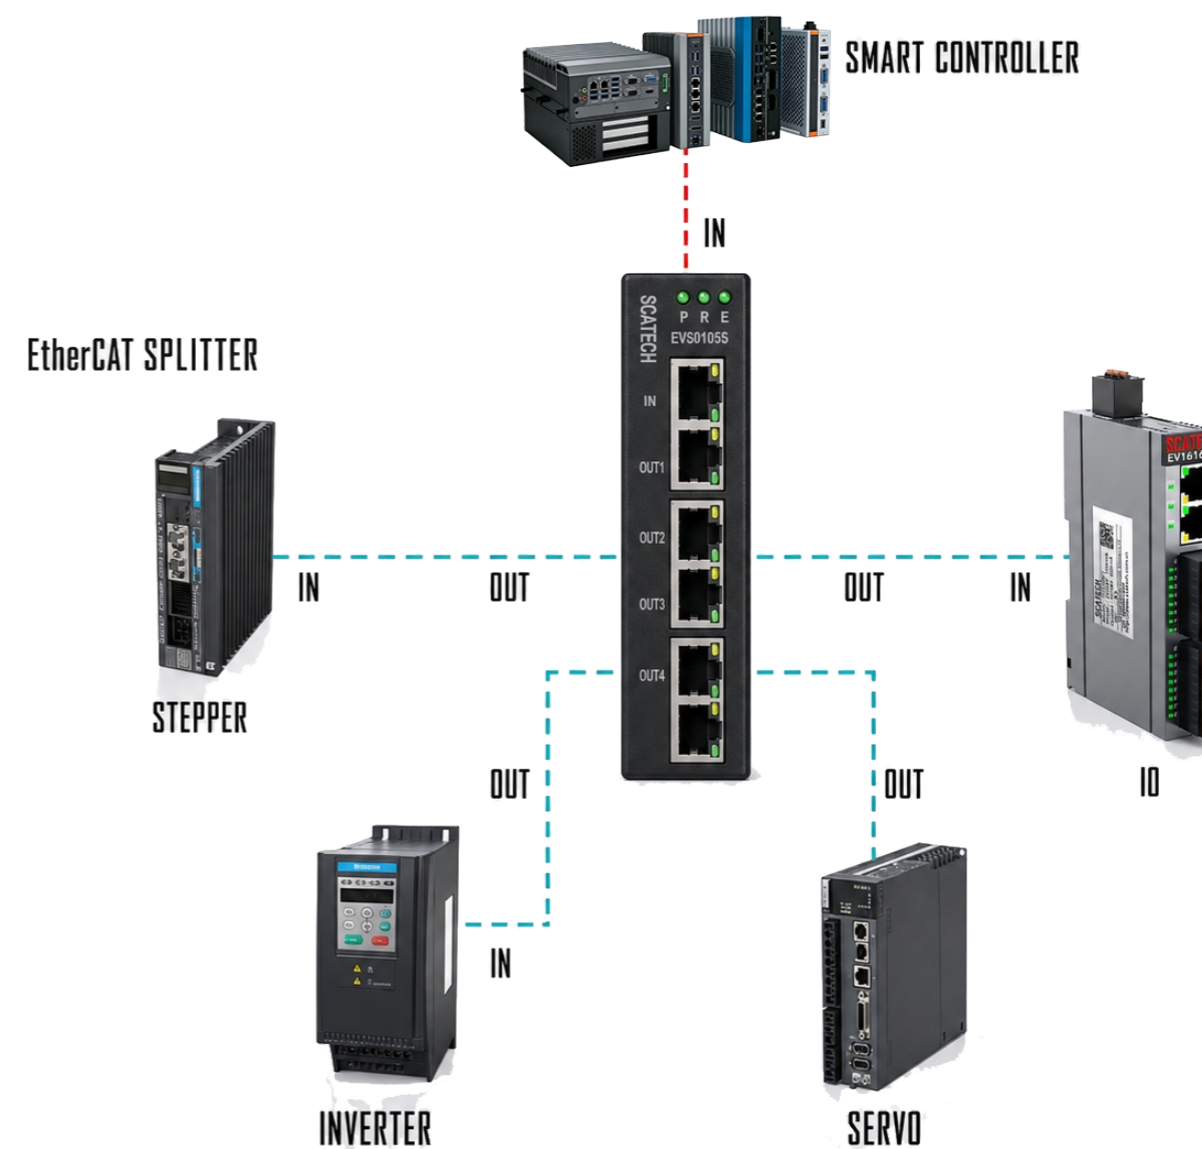 SMART CONTROLLER
IN
SCATECH
P R E
EVS0105S
EtherCAT SPLITTER
IN
OUT1
OUT2
OUT3
OUT4
IN
OUT
OUT
IN
STEPPER
OUT
OUT
IO
IN
INVERTER
SERVO
SCATECH